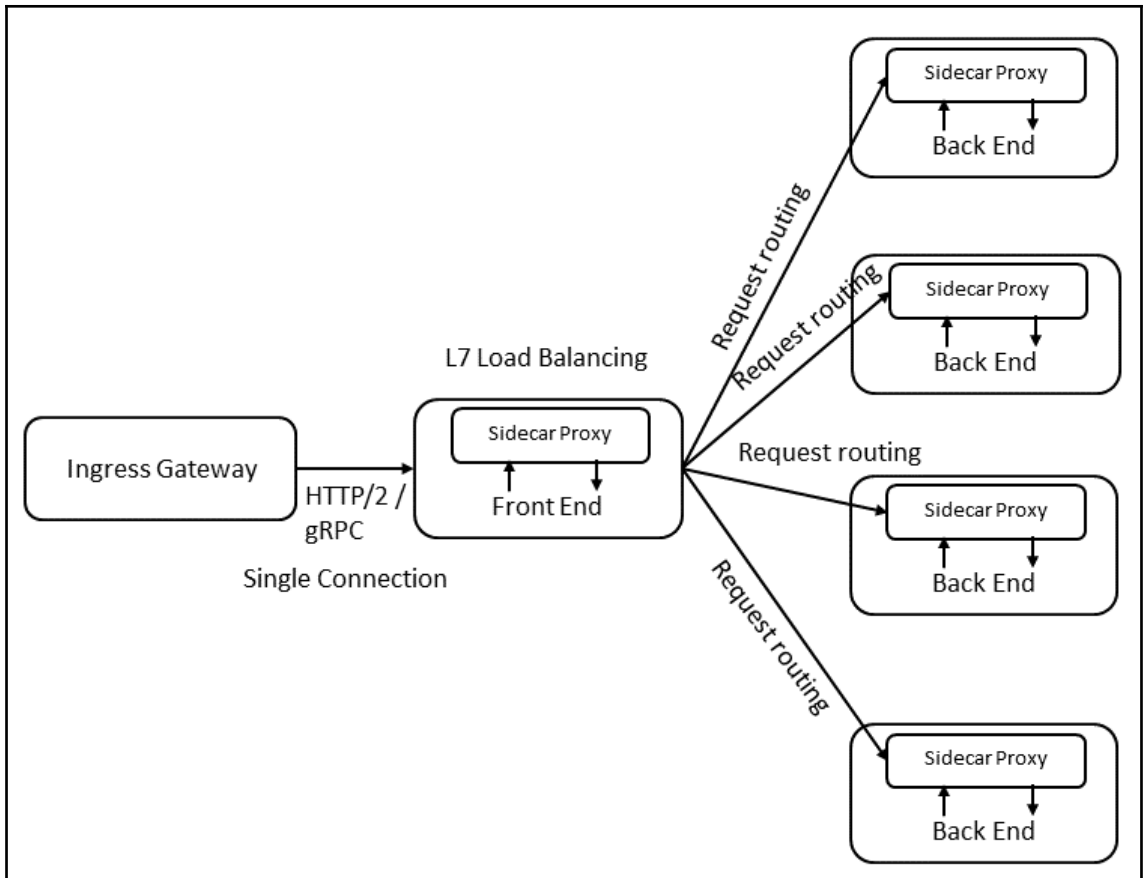 Sidecar Proxy
Back End
Request routing
Sidecar Proxy
Back End
Request routing
L7 Load Balancing
Sidecar Proxy
Front End
Ingress Gateway
HTTP/2 /
gRPC
Single Connection
Request routing
Sidecar Proxy
Back End
Request routing
Sidecar Proxy
Back End